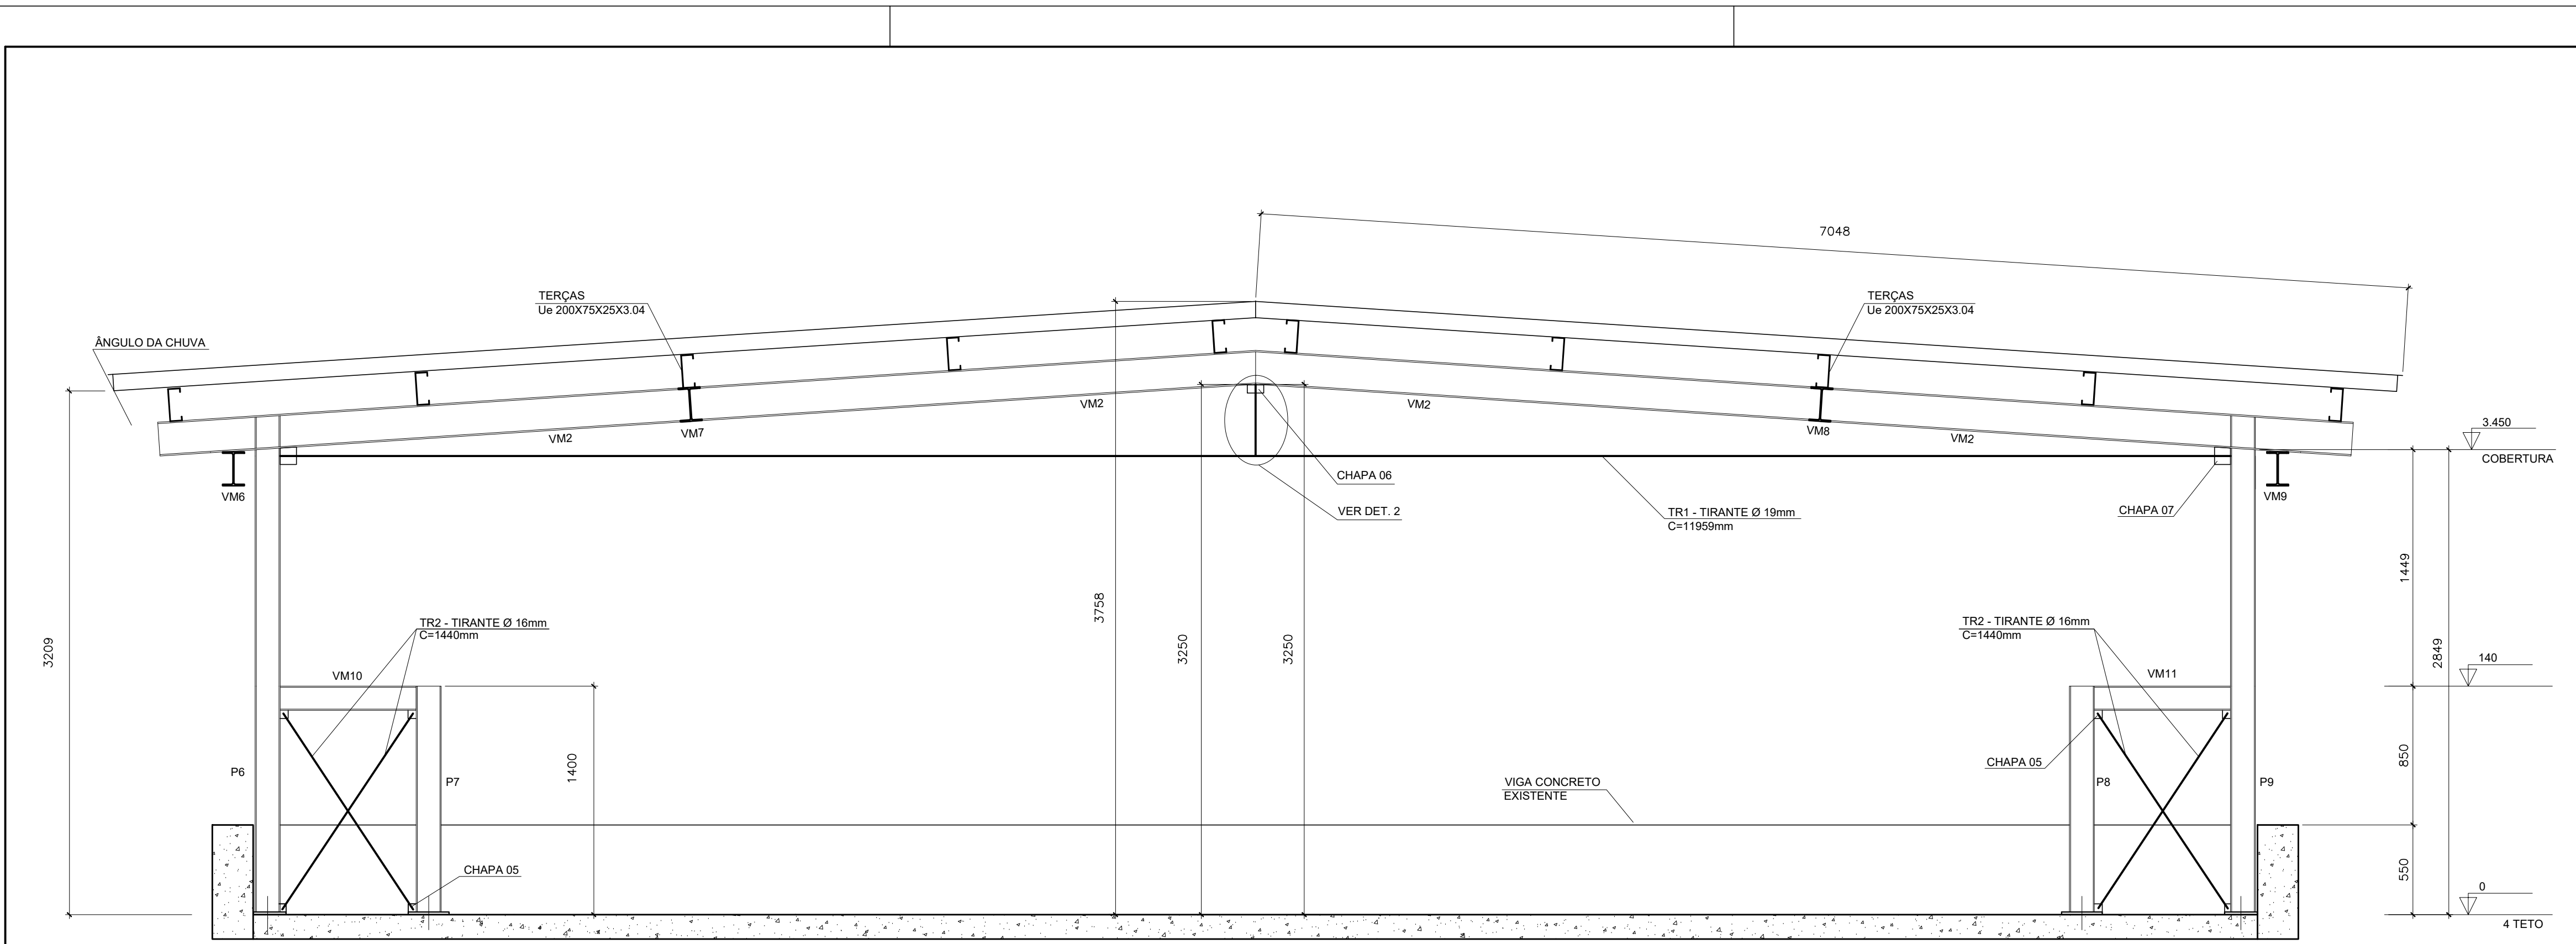 7048
TERÇAS
Ue 200X75X25X3.04
TERÇAS
Ue 200X75X25X3.04
ÂNGULO DA CHUVA
VM2
VM2
VM2
VM7
VM8
VM2
3.450
COBERTURA
VM6
VM9
CHAPA 06
VER DET. 2
TR1 - TIRANTE Ø 19mm
C=11959mm
CHAPA 07
1449
3758
3250
3250
3209
2849
TR2 - TIRANTE Ø 16mm
C=1440mm
TR2 - TIRANTE Ø 16mm
C=1440mm
VM10
VM11
140
1400
850
P6
P7
CHAPA 05
P8
P9
VIGA CONCRETO
EXISTENTE
CHAPA 05
550
0
4 TETO